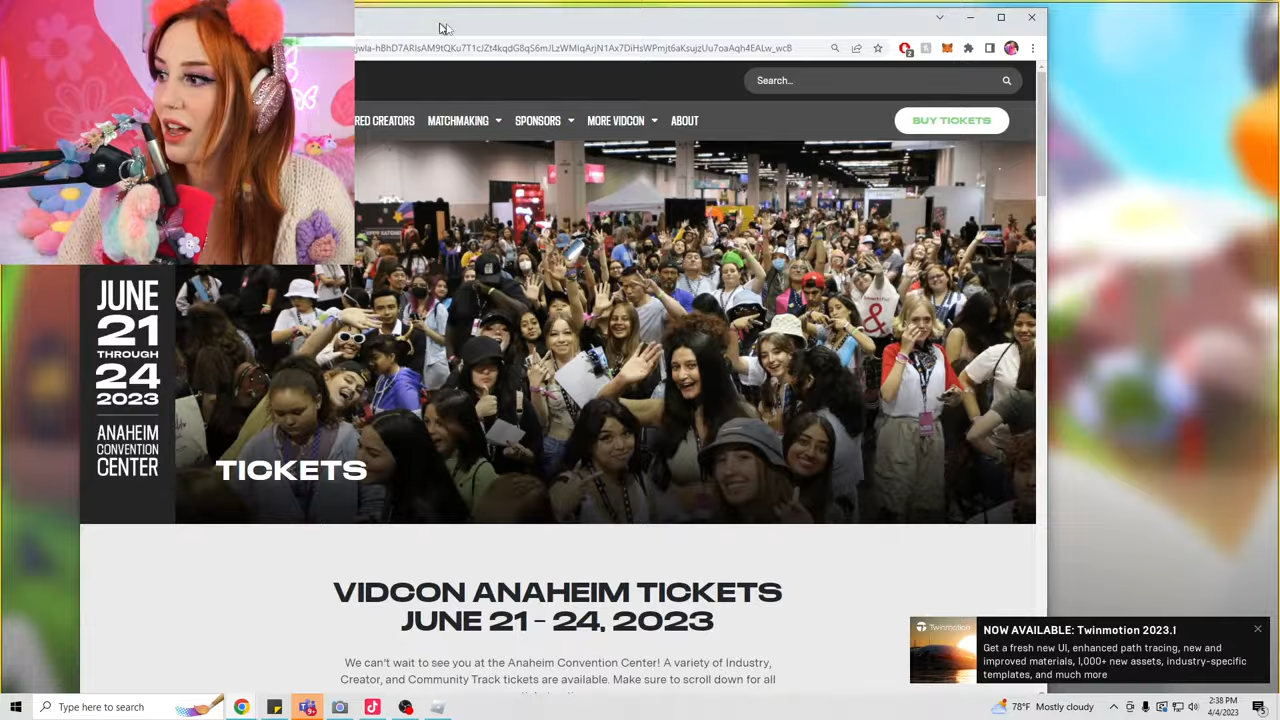 jwIa-hBhD7ARIsAM9tQKu7T1cJZt4kqdG8qS6mJLzWMIqArjN1Ax7DiHsWPmjt6aKsujzUu7oaAqh4EALw_wcB
Search...
RED CREATORS MATCHMAKING SPONSORS MORE VIDCON ABOUT
BUY TICKETS
JUNE
21
THROUGH
24
2023
ANAHEIM
CONVENTION
CENTER
TICKETS
VIDCON ANAHEIM TICKETS
JUNE 21 - 24, 2023
We can't wait to see you at the Anaheim Convention Center! A variety of Industry,
Creator, and Community Track tickets are available. Make sure to scroll down for all
Twinmotion
NOW AVAILABLE: Twinmotion 2023.1
Get a fresh new UI, enhanced path tracing, new and
improved materials, 1,000+ new assets, industry-specific
templates, and much more
Type here to search
78°F Mostly cloudy
2:38 PM
4/4/2023